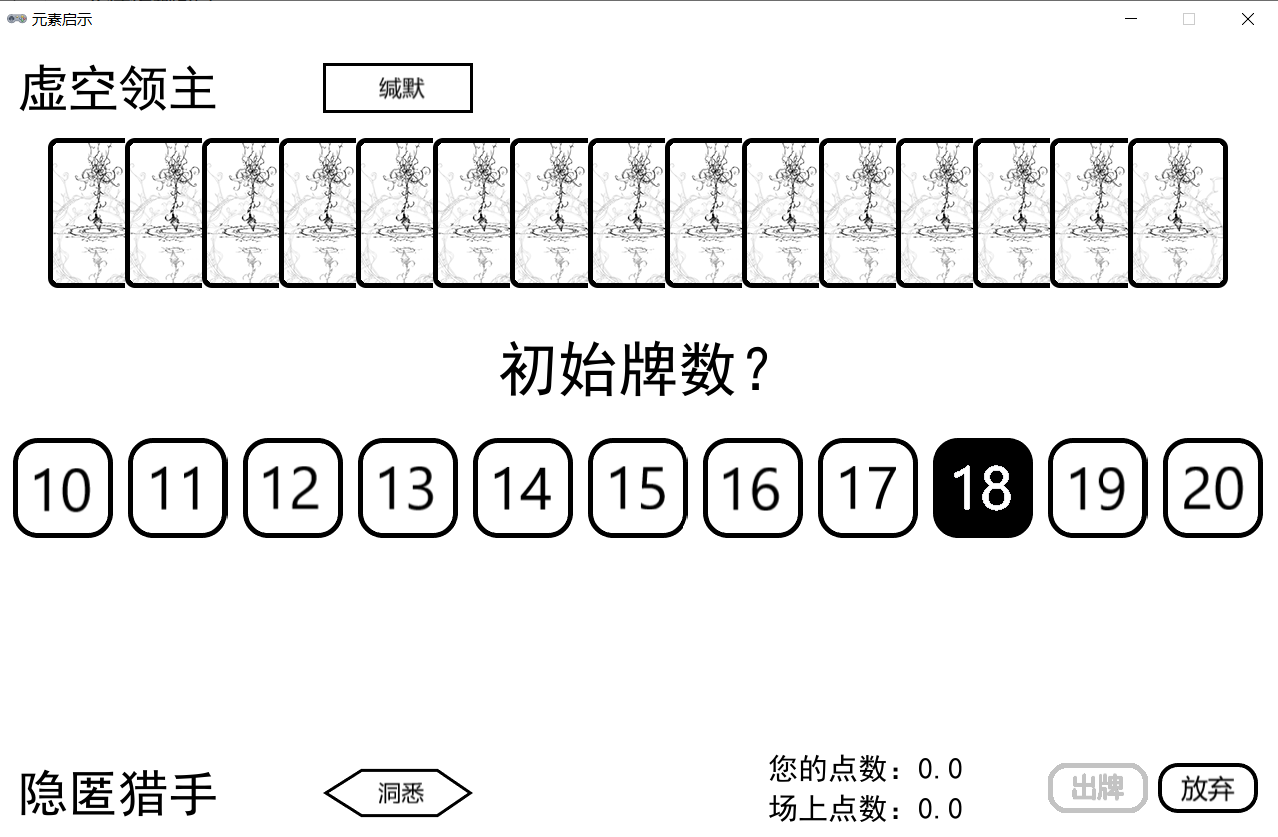 元素启示
虚空领主
缄默
初始牌数？
10 11 12 13 14 15 16 17 18 19 20
隐匿猎手
洞悉
您的点数：0.0
场上点数：0.0
出牌
放弃